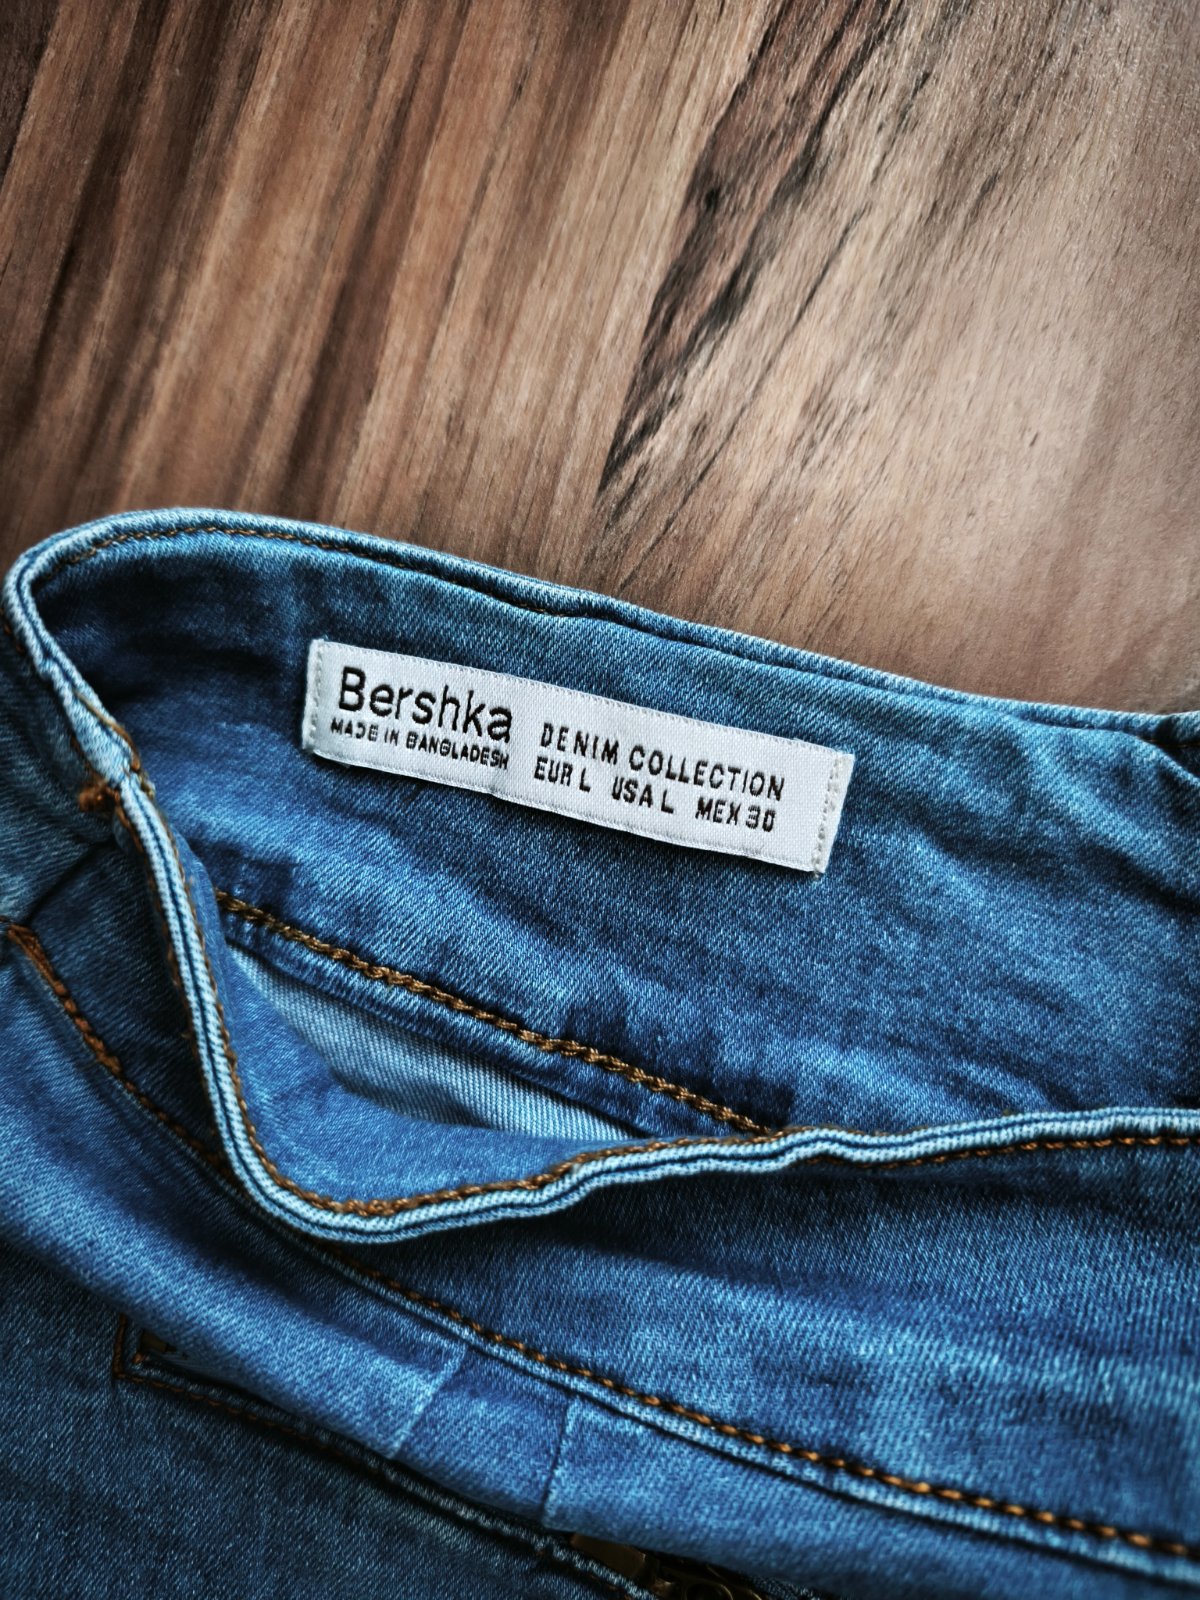 Bershka
MADE IN BANGLADESH
DENIM COLLECTION
EUR L USA L MEX 30